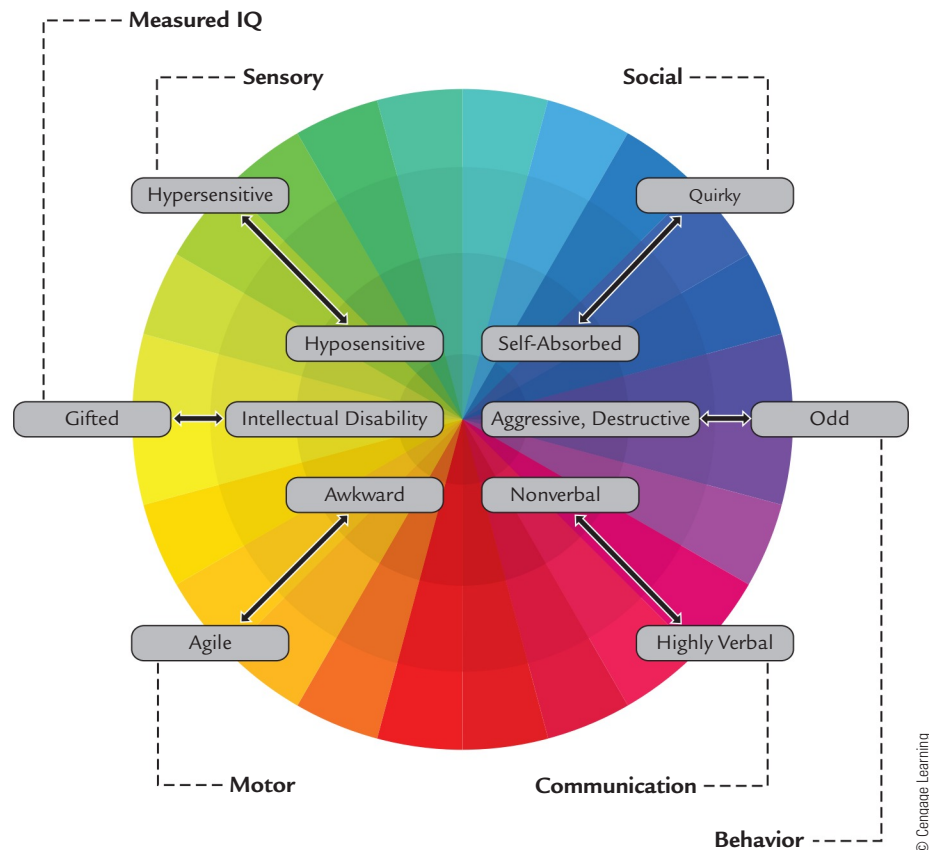 Measured IQ
Sensory
Social
Hypersensitive
Quirky
Hyposensitive
Self-Absorbed
Gifted
Intellectual Disability
Aggressive, Destructive
Odd
Awkward
Nonverbal
Agile
Highly Verbal
Motor
Communication
Behavior
© Cengage Learning